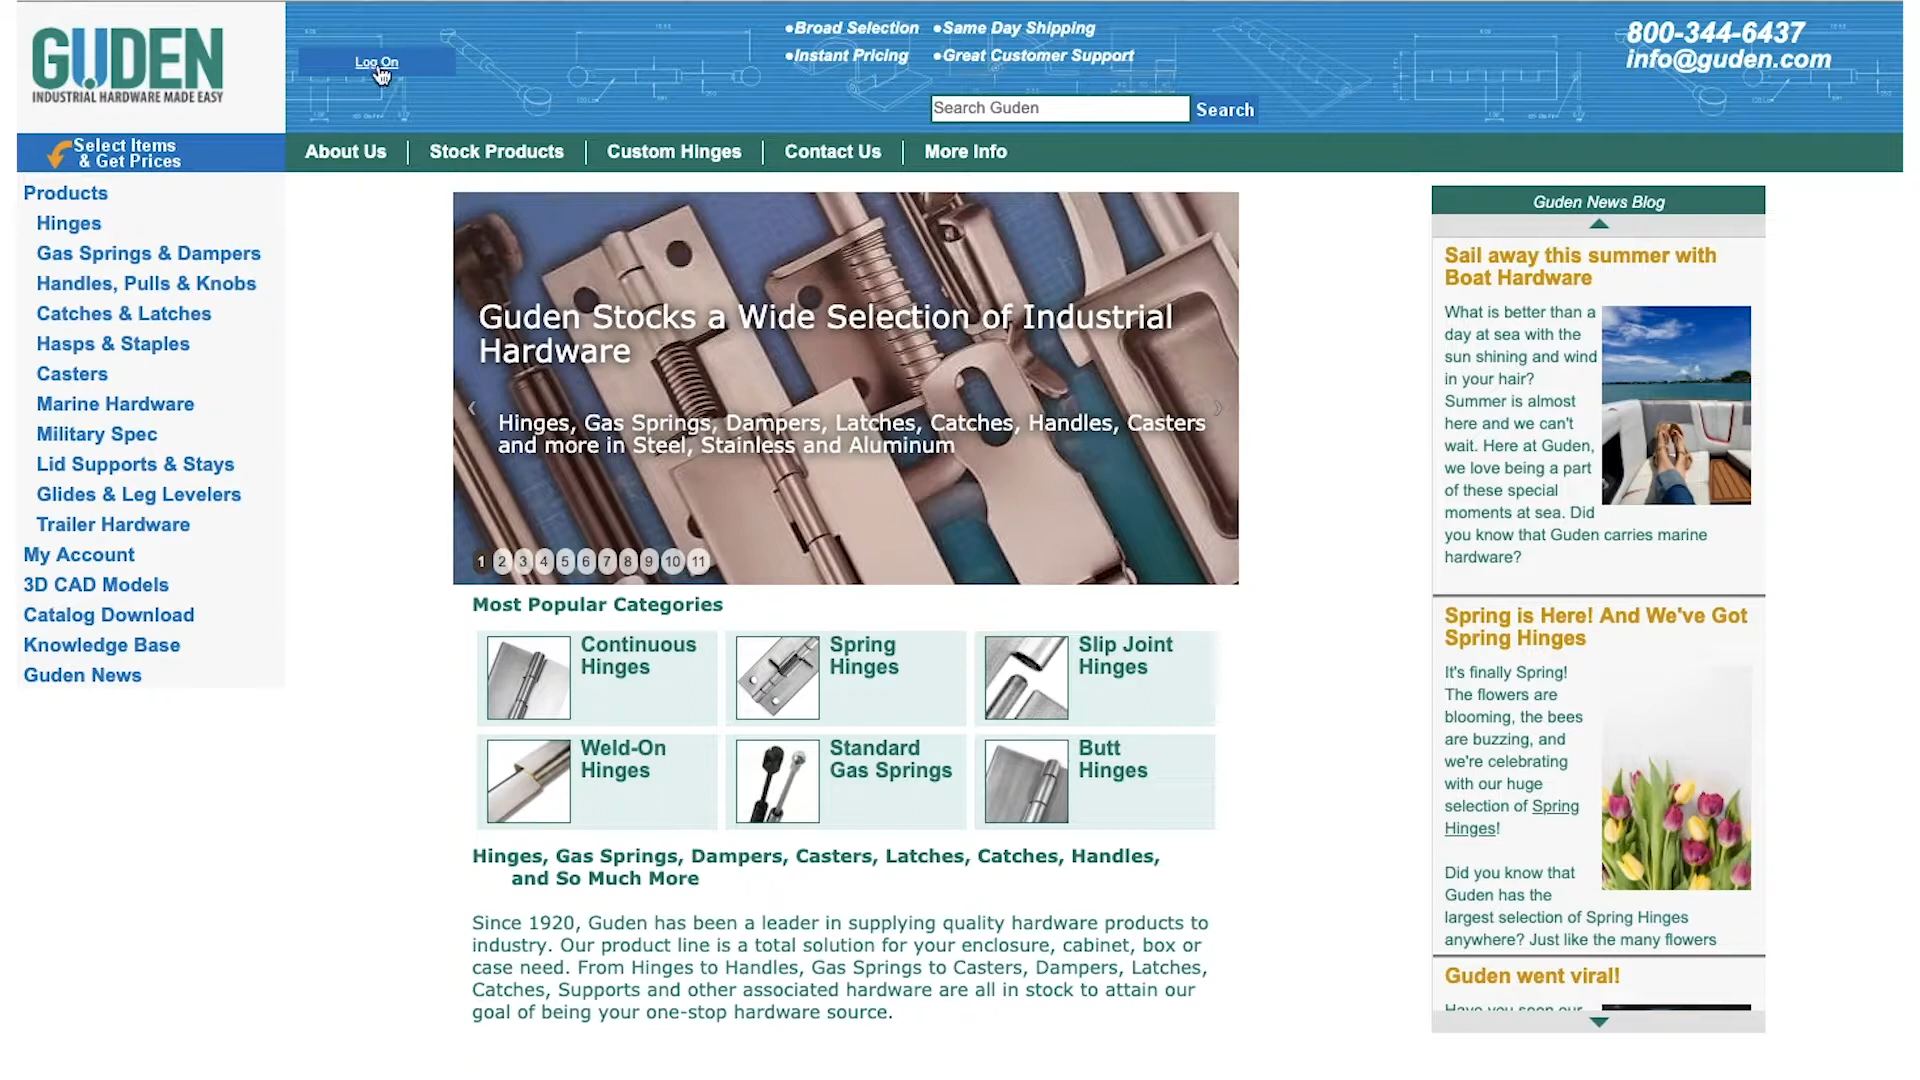 GUDEN
INDUSTRIAL HARDWARE MADE EASY
Log On
•Broad Selection •Same Day Shipping
•Instant Pricing •Great Customer Support
800-344-6437
info@guden.com
Search Guden
Search
Select Items
& Get Prices
About Us
Stock Products
Custom Hinges
Contact Us
More Info
Products
Hinges
Gas Springs & Dampers
Handles, Pulls & Knobs
Catches & Latches
Hasps & Staples
Casters
Marine Hardware
Military Spec
Lid Supports & Stays
Glides & Leg Levelers
Trailer Hardware
My Account
3D CAD Models
Catalog Download
Knowledge Base
Guden News
Guden Stocks a Wide Selection of Industrial
Hardware
Hinges, Gas Springs, Dampers, Latches, Catches, Handles, Casters
and more in Steel, Stainless and Aluminum
1 2 3 4 5 6 7 8 9 10 11
Most Popular Categories
Continuous
Hinges
Spring
Hinges
Slip Joint
Hinges
Weld-On
Hinges
Standard
Gas Springs
Butt
Hinges
Hinges, Gas Springs, Dampers, Casters, Latches, Catches, Handles,
and So Much More
Since 1920, Guden has been a leader in supplying quality hardware products to
industry. Our product line is a total solution for your enclosure, cabinet, box or
case need. From Hinges to Handles, Gas Springs to Casters, Dampers, Latches,
Catches, Supports and other associated hardware are all in stock to attain our
goal of being your one-stop hardware source.
Guden News Blog
Sail away this summer with
Boat Hardware
What is better than a
day at sea with the
sun shining and wind
in your hair?
Summer is almost
here and we can't
wait. Here at Guden,
we love being a part
of these special
moments at sea. Did
you know that Guden carries marine
hardware?
Spring is Here! And We've Got
Spring Hinges
It's finally Spring!
The flowers are
blooming, the bees
are buzzing, and
we're celebrating
with our huge
selection of Spring
Hinges!
Did you know that
Guden has the
largest selection of Spring Hinges
anywhere? Just like the many flowers
Guden went viral!
Have you seen our